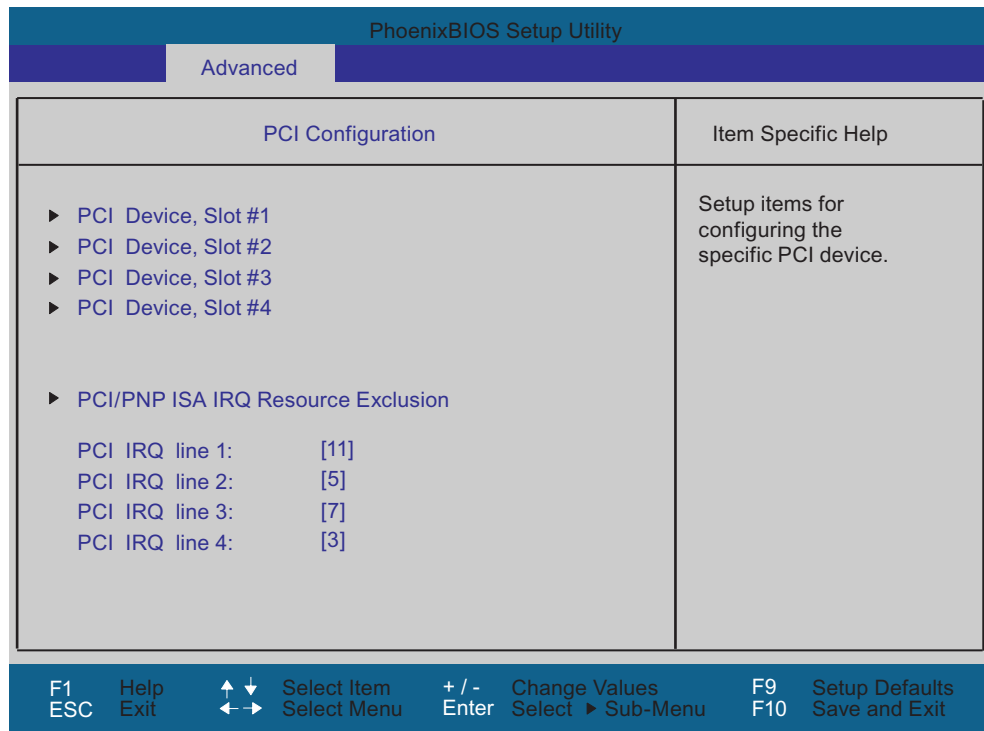 PhoenixBIOS Setup Utility
Advanced
PCI Configuration
Item Specific Help
PCI Device, Slot #1
PCI Device, Slot #2
PCI Device, Slot #3
PCI Device, Slot #4
Setup items for
configuring the
specific PCI device.
PCI/PNP ISA IRQ Resource Exclusion
PCI IRQ line 1: [11]
PCI IRQ line 2: [5]
PCI IRQ line 3: [7]
PCI IRQ line 4: [3]
F1 Help Select Item + / - Change Values F9 Setup Defaults
ESC Exit Select Menu Enter Select Sub-Menu F10 Save and Exit